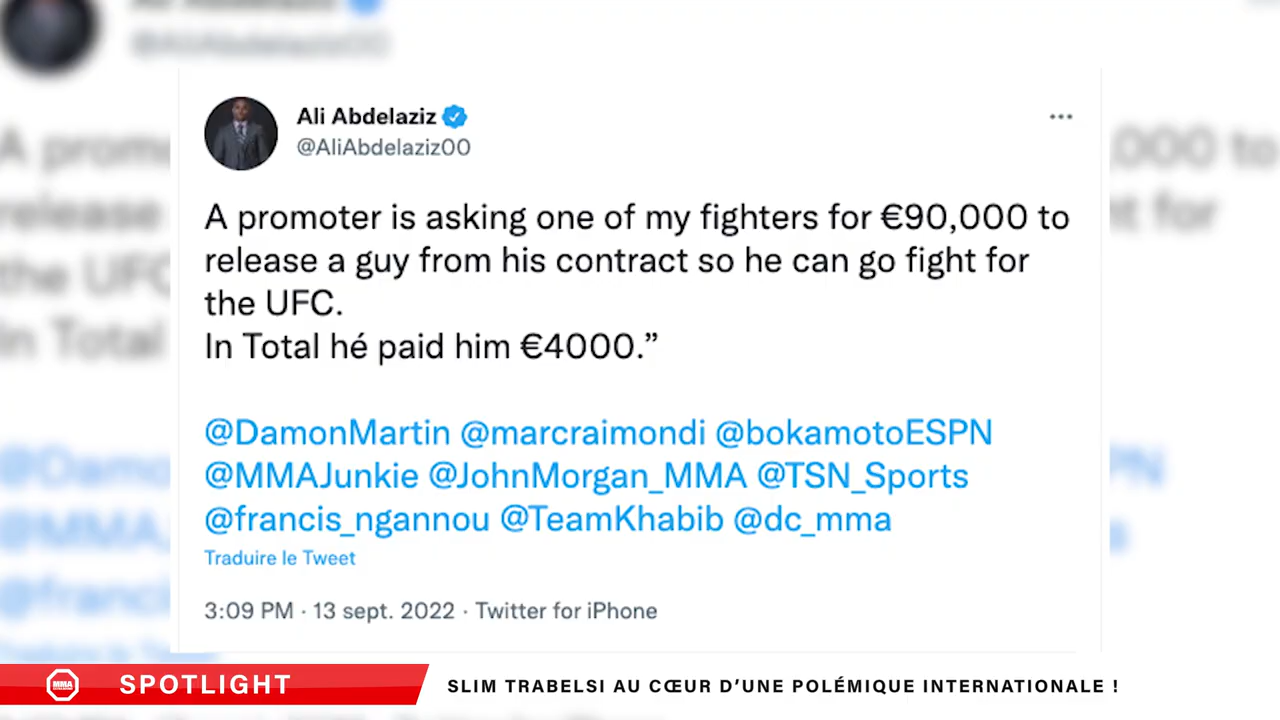 Ali Abdelaziz
@AliAbdelaziz00
A promoter is asking one of my fighters for €90,000 to
release a guy from his contract so he can go fight for
the UFC.
In Total hé paid him €4000.”
@DamonMartin @marcraimondi @bokamotoESPN
@MMAJunkie @JohnMorgan_MMA @TSN_Sports
@francis_ngannou @TeamKhabib @dc_mma
Traduire le Tweet
3:09 PM · 13 sept. 2022 · Twitter for iPhone
MMA
SPOTLIGHT
SLIM TRABELSI AU CŒUR D’UNE POLÉMIQUE INTERNATIONALE !